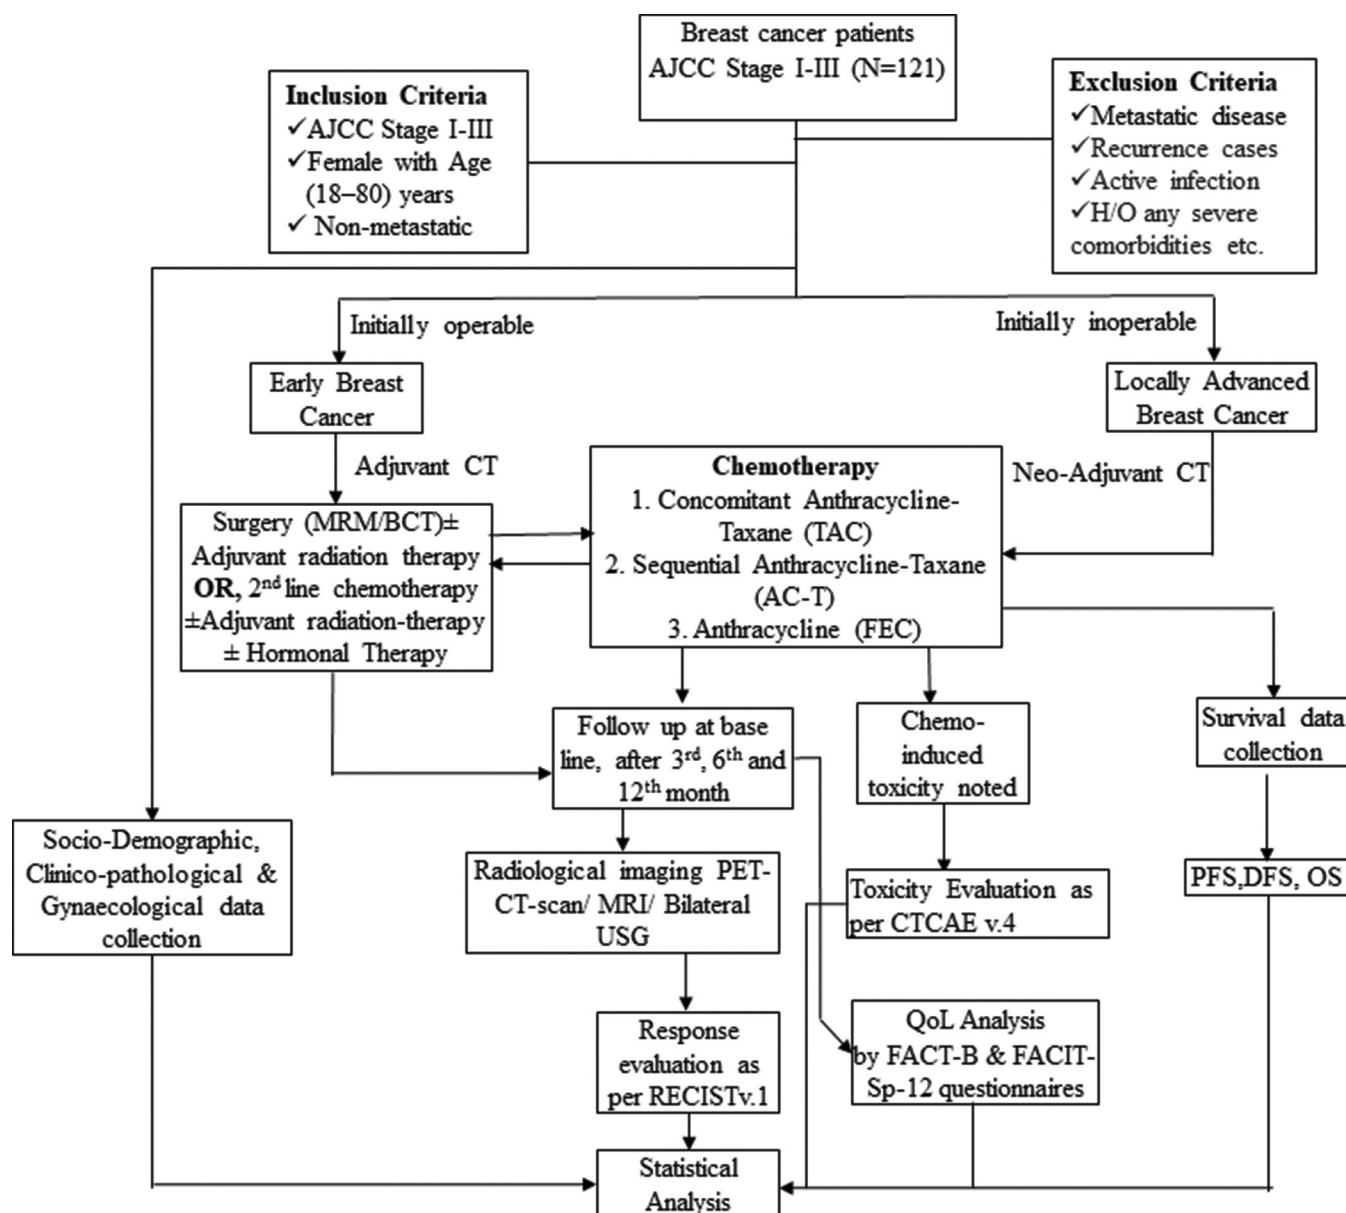 Breast cancer patients
AJCC Stage I-III (N=121)
Inclusion Criteria
✓AJCC Stage I-III
✓Female with Age
(18–80) years
✓ Non-metastatic
Exclusion Criteria
✓Metastatic disease
✓Recurrence cases
✓Active infection
✓H/O any severe
comorbidities etc.
Initially operable
Initially inoperable
Early Breast
Cancer
Locally Advanced
Breast Cancer
Adjuvant CT
Neo-Adjuvant CT
Surgery (MRM/BCT)±
Adjuvant radiation therapy
OR, 2nd line chemotherapy
±Adjuvant radiation-therapy
± Hormonal Therapy
Chemotherapy
1. Concomitant Anthracycline-
Taxane (TAC)
2. Sequential Anthracycline-Taxane
(AC-T)
3. Anthracycline (FEC)
Follow up at base
line, after 3rd, 6th and
12th month
Chemo-
induced
toxicity noted
Survival data
collection
Socio-Demographic,
Clinico-pathological &
Gynaecological data
collection
Radiological imaging PET-
CT-scan/ MRI/ Bilateral
USG
Toxicity Evaluation as
per CTCAE v.4
PFS,DFS, OS
Response
evaluation as
per RECISTv.1
QoL Analysis
by FACT-B & FACIT-
Sp-12 questionnaires
Statistical
Analysis